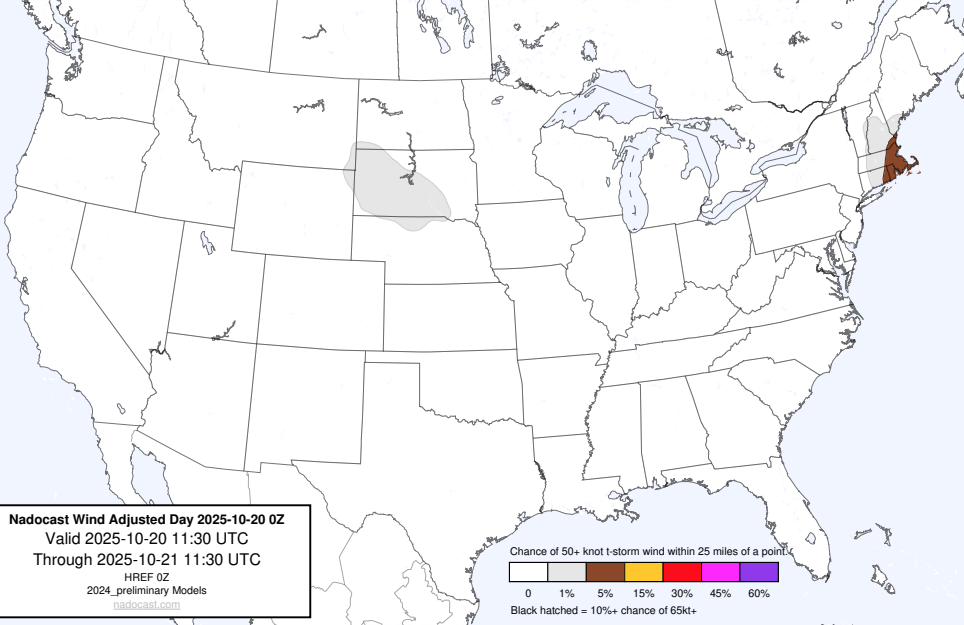 Nadocast Wind Adjusted Day 2025-10-20 0Z
Valid 2025-10-20 11:30 UTC
Through 2025-10-21 11:30 UTC
HREF 0Z
2024_preliminary Models
nadocast.com
Chance of 50+ knot t-storm wind within 25 miles of a point.
0 1% 5% 15% 30% 45% 60%
Black hatched = 10%+ chance of 65kt+